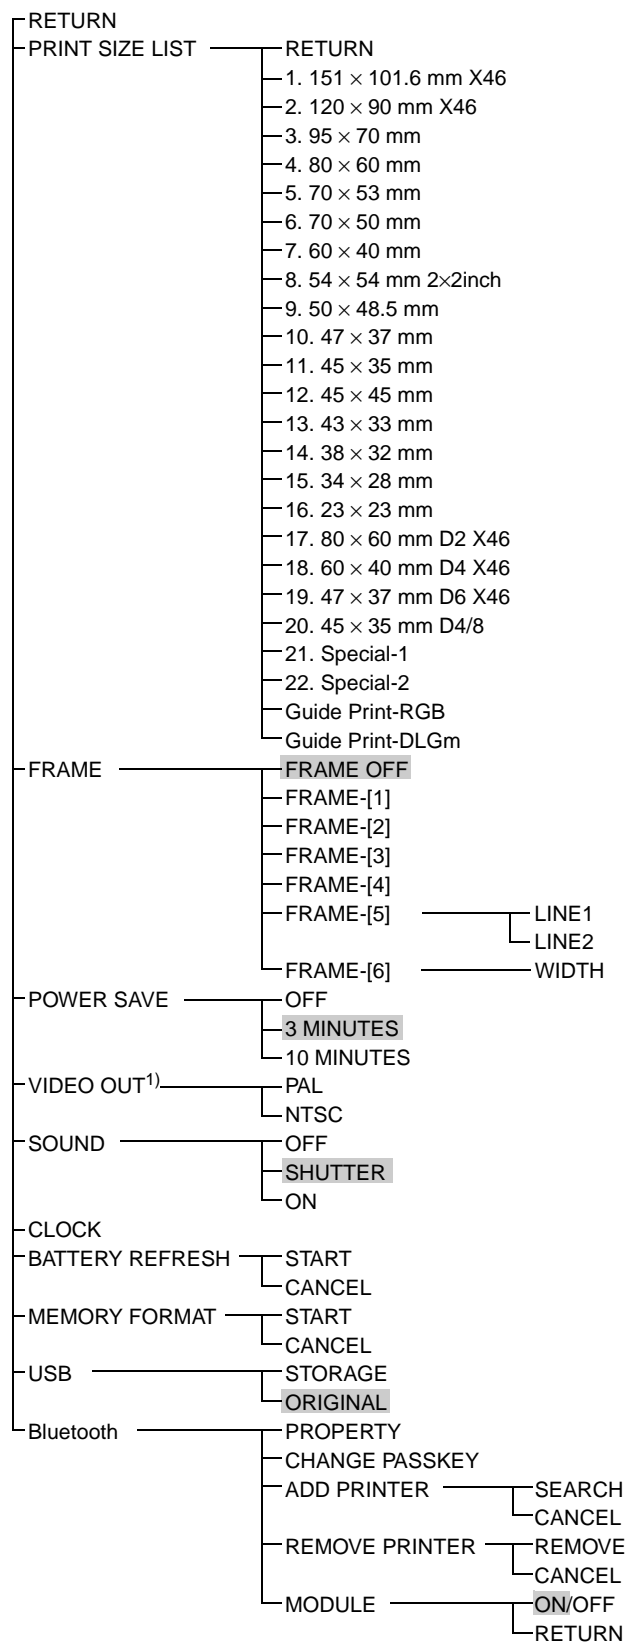 RETURN
PRINT SIZE LIST RETURN
1. 151 × 101.6 mm X46
2. 120 × 90 mm X46
3. 95 × 70 mm
4. 80 × 60 mm
5. 70 × 53 mm
6. 70 × 50 mm
7. 60 × 40 mm
8. 54 × 54 mm 2×2inch
9. 50 × 48.5 mm
10. 47 × 37 mm
11. 45 × 35 mm
12. 45 × 45 mm
13. 43 × 33 mm
14. 38 × 32 mm
15. 34 × 28 mm
16. 23 × 23 mm
17. 80 × 60 mm D2 X46
18. 60 × 40 mm D4 X46
19. 47 × 37 mm D6 X46
20. 45 × 35 mm D4/8
21. Special-1
22. Special-2
Guide Print-RGB
Guide Print-DLGm
FRAME FRAME OFF
FRAME-[1]
FRAME-[2]
FRAME-[3]
FRAME-[4]
FRAME-[5] LINE1
LINE2
FRAME-[6] WIDTH
POWER SAVE OFF
3 MINUTES
10 MINUTES
VIDEO OUT1) PAL
NTSC
SOUND OFF
SHUTTER
ON
CLOCK
BATTERY REFRESH START
CANCEL
MEMORY FORMAT START
CANCEL
USB STORAGE
ORIGINAL
Bluetooth PROPERTY
CHANGE PASSKEY
ADD PRINTER SEARCH
CANCEL
REMOVE PRINTER REMOVE
CANCEL
MODULE ON/OFF
RETURN